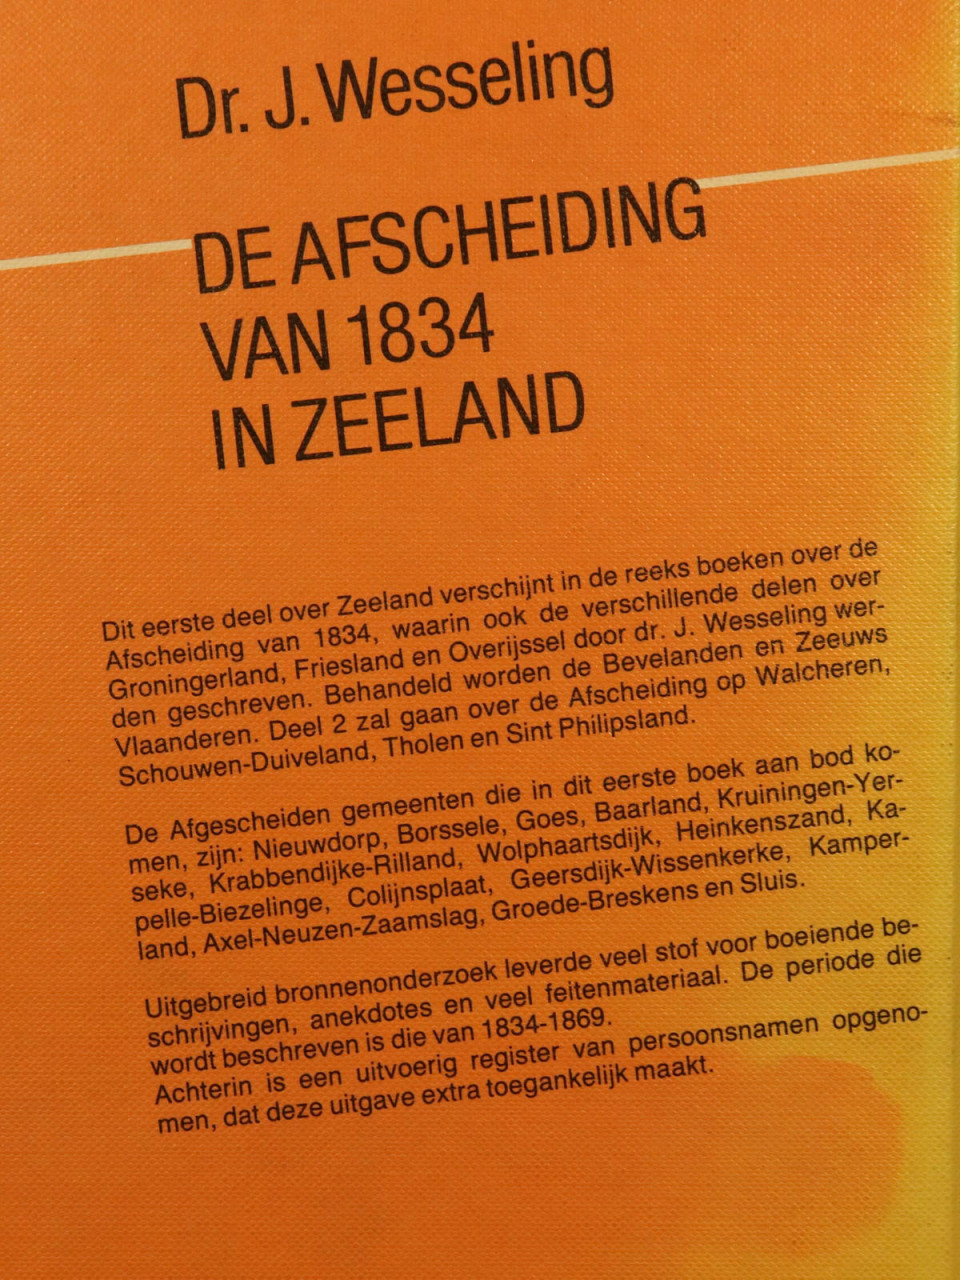 Dr. J. Wesseling
DE AFSCHEIDING
VAN 1834
IN ZEELAND
Dit eerste deel over Zeeland verschijnt in de reeks boeken over de
Afscheiding van 1834, waarin ook de verschillende delen over
Groningerland, Friesland en Overijssel door dr. J. Wesseling wer-
den geschreven. Behandeld worden de Bevelanden en Zeeuws
Vlaanderen. Deel 2 zal gaan over de Afscheiding op Walcheren,
Schouwen-Duiveland, Tholen en Sint Philipsland.
De Afgescheiden gemeenten die in dit eerste boek aan bod ko-
men, zijn: Nieuwdorp, Borssele, Goes, Baarland, Kruiningen-Yer-
seke, Krabbendijke-Rilland, Wolphaartsdijk, Heinkenszand, Ka-
pelle-Biezelinge, Colijnsplaat, Geersdijk-Wissenkerke, Kamper-
land, Axel-Neuzen-Zaamslag, Groede-Breskens en Sluis.
Uitgebreid bronnenonderzoek leverde veel stof voor boeiende be-
schrijvingen, anekdotes en veel feitenmateriaal. De periode die
wordt beschreven is die van 1834-1869.
Achterin is een uitvoerig register van persoonsnamen opgeno-
men, dat deze uitgave extra toegankelijk maakt.